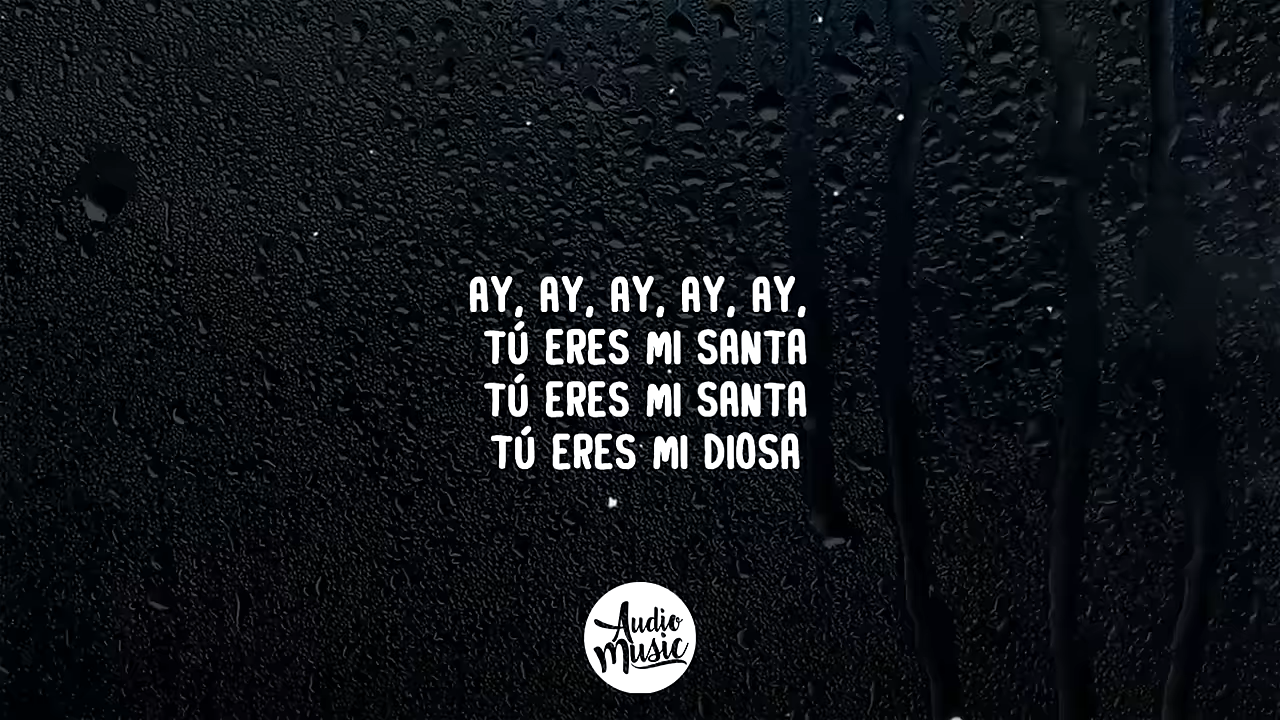 AY, AY, AY, AY, AY,
TÚ ERES MI SANTA
TÚ ERES MI SANTA
TÚ ERES MI DIOSA
Audio
Music